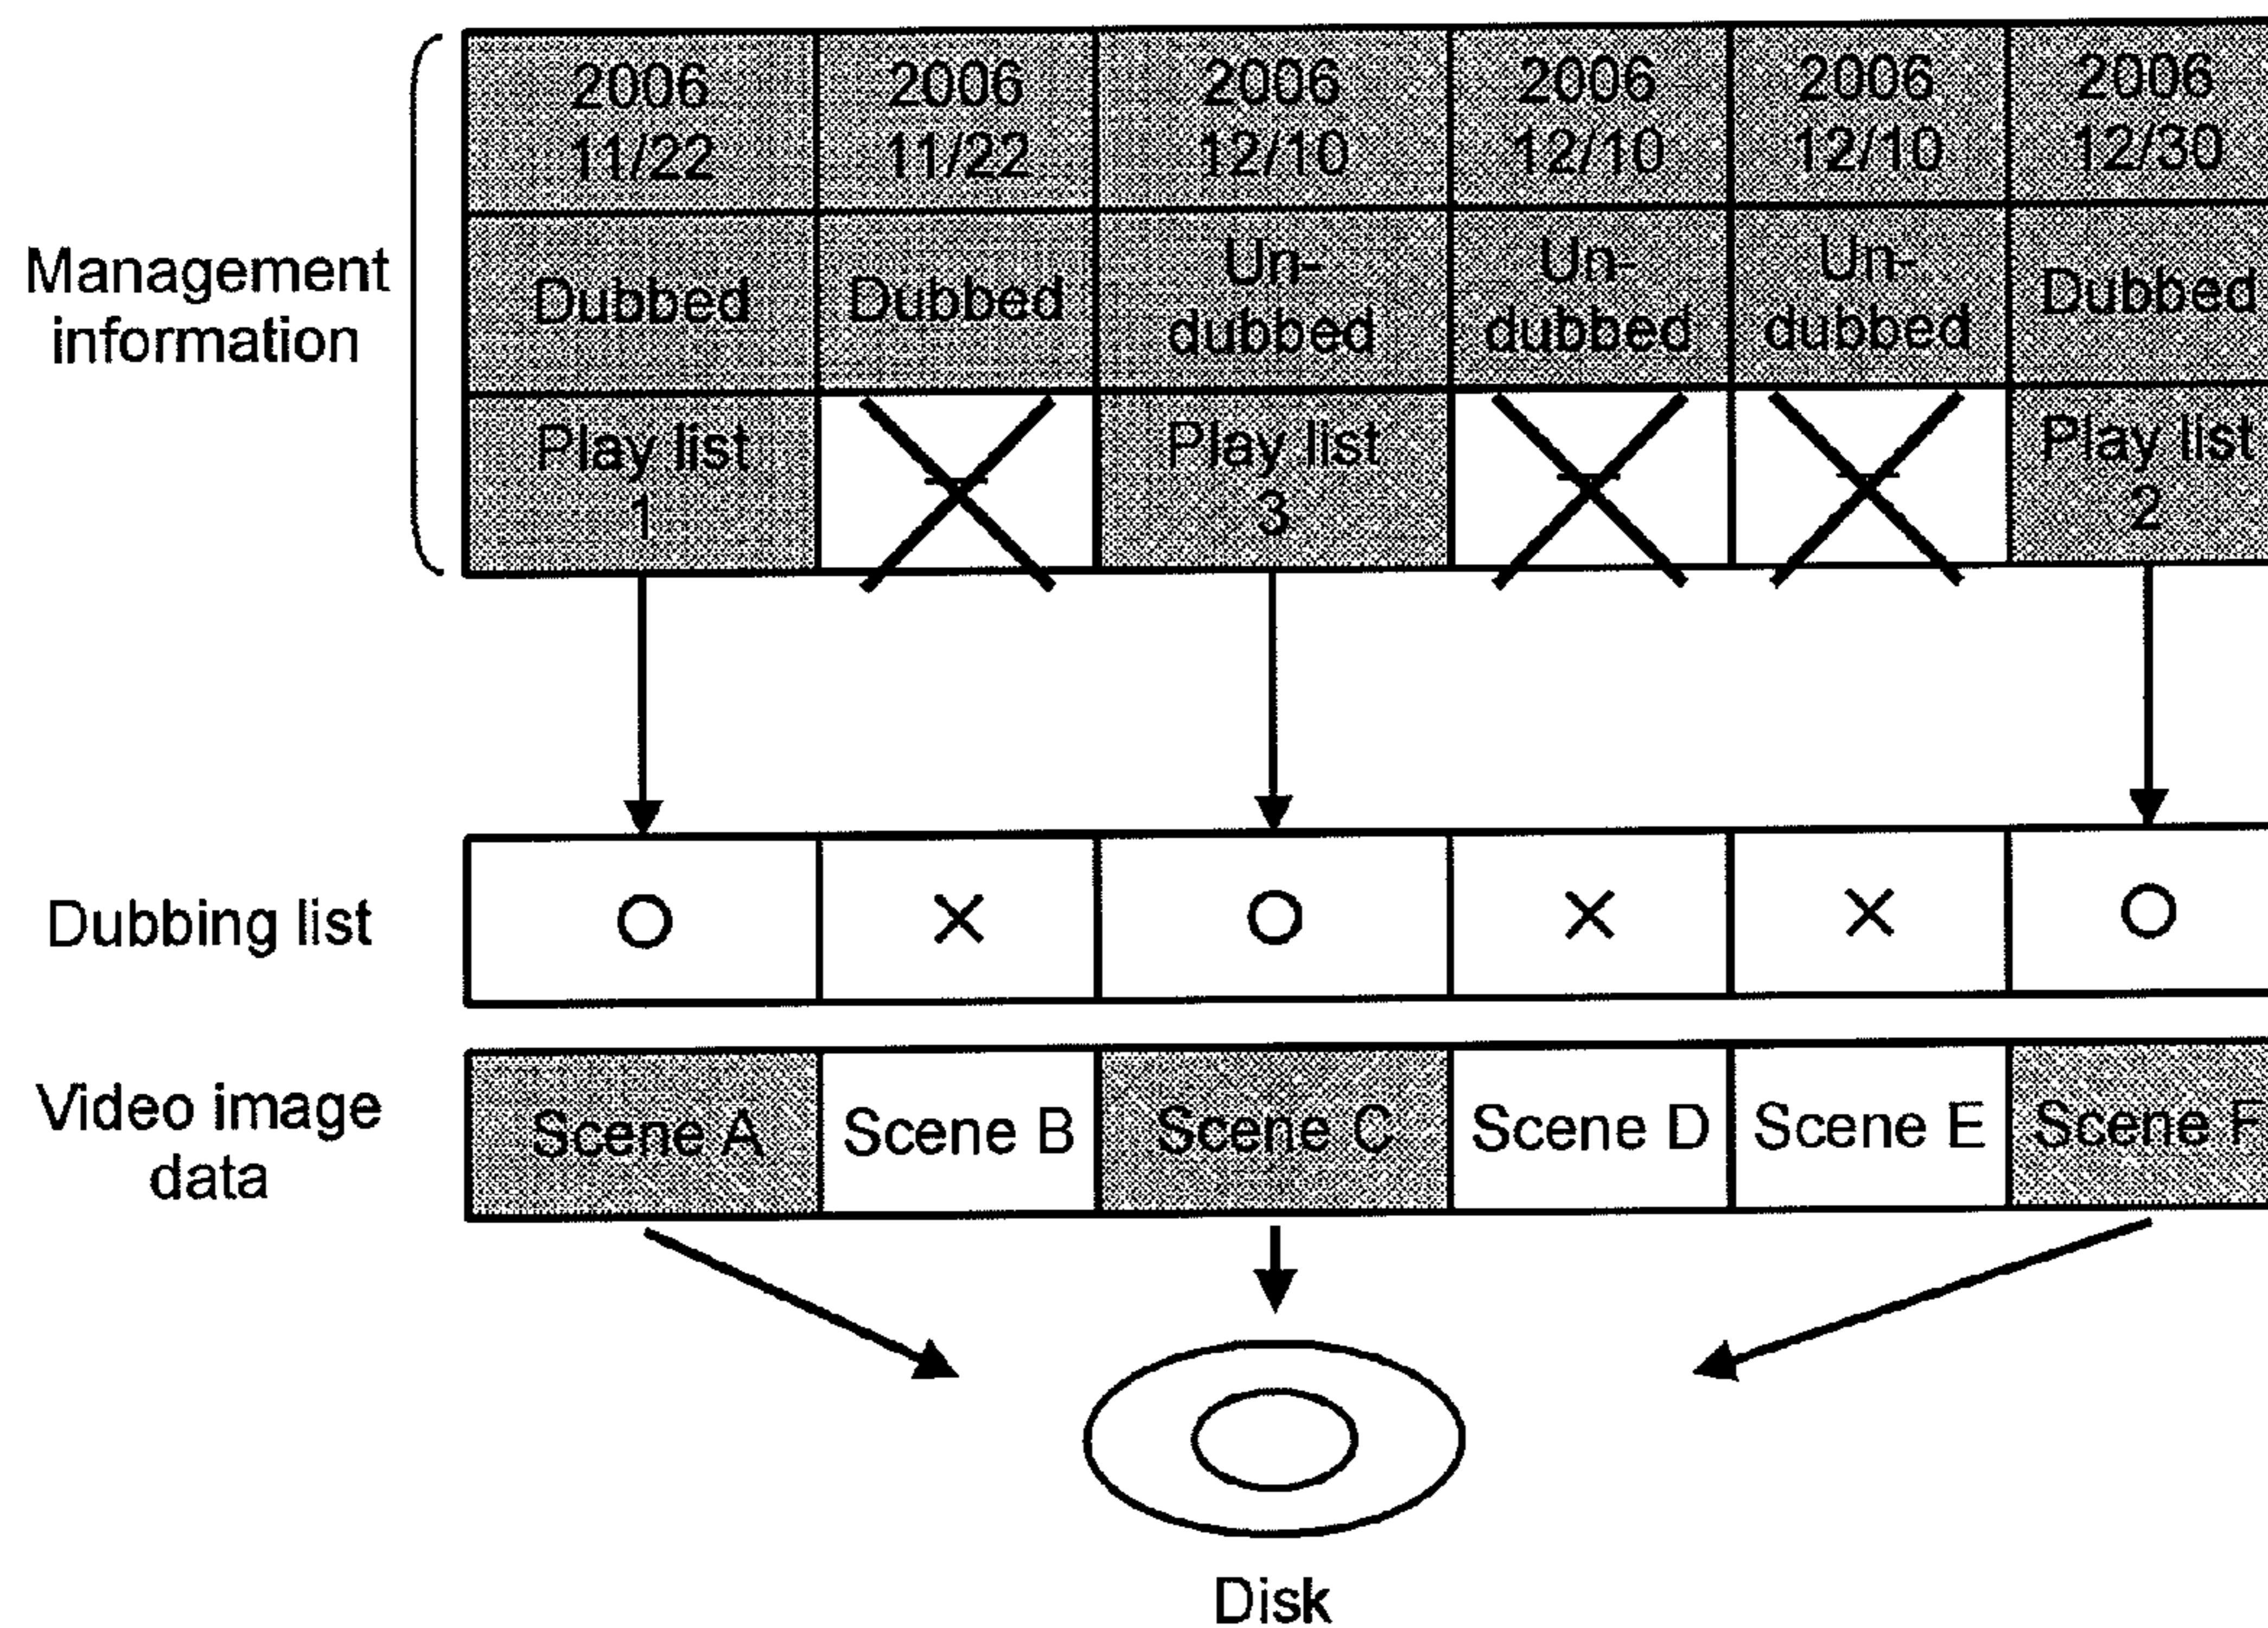 2006 2006 2006 2006 2006 2006
11/22 11/22 12/10 12/10 12/10 12/30
Management
information
Dubbed Dubbed Un- Un- Un- Dubbed
dubbed dubbed dubbed
Play list Play list Play list
1 - 3 - - 2
Dubbing list ○ × ○ × × ○
Video image
data
Scene A Scene B Scene C Scene D Scene E Scene F
Disk